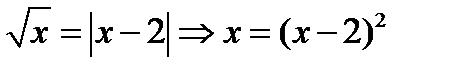 √x = |x − 2| ⇒ x = (x − 2)²